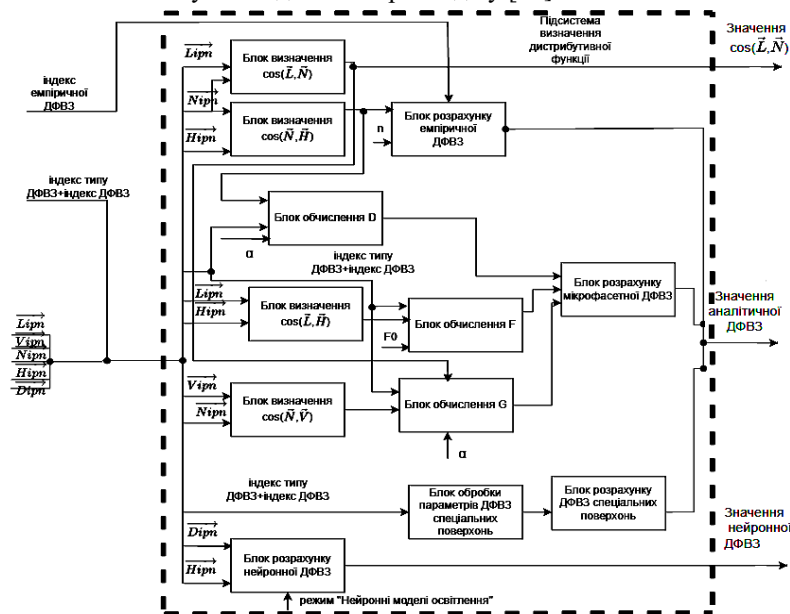 Підсистема
визначення
дистрибутивної
функції
Значення
cos(L⃗,N⃗)
Lipn
індекс
емпіричної
ДФВЗ
Nipn
Hipn
Блок визначення
cos(L⃗,N⃗)
Блок визначення
cos(N⃗,H⃗)
n
Блок розрахунку
емпіричної
ДФВЗ
індекс типу
ДФВЗ+індекс ДФВЗ
Блок обчислення D
α
індекс типу
ДФВЗ+індекс ДФВЗ
Блок розрахунку
мікрофасетної ДФВЗ
Значення
аналітичної
ДФВЗ
Lipn
Hipn
Блок визначення
cos(L⃗,H⃗)
Блок обчислення F
F0
Lipn
Vipn
Nipn
Hipn
Dipn
Vipn
Nipn
Блок визначення
cos(N⃗,V⃗)
Блок обчислення G
α
індекс типу
ДФВЗ+індекс ДФВЗ
Блок обробки
параметрів ДФВЗ
спеціальних
поверхонь
Блок розрахунку
ДФВЗ спеціальних
поверхонь
Значення
нейронної
ДФВЗ
Dipn
Hipn
Блок розрахунку
нейронної ДФВЗ
режим "Нейронні моделі освітлення"